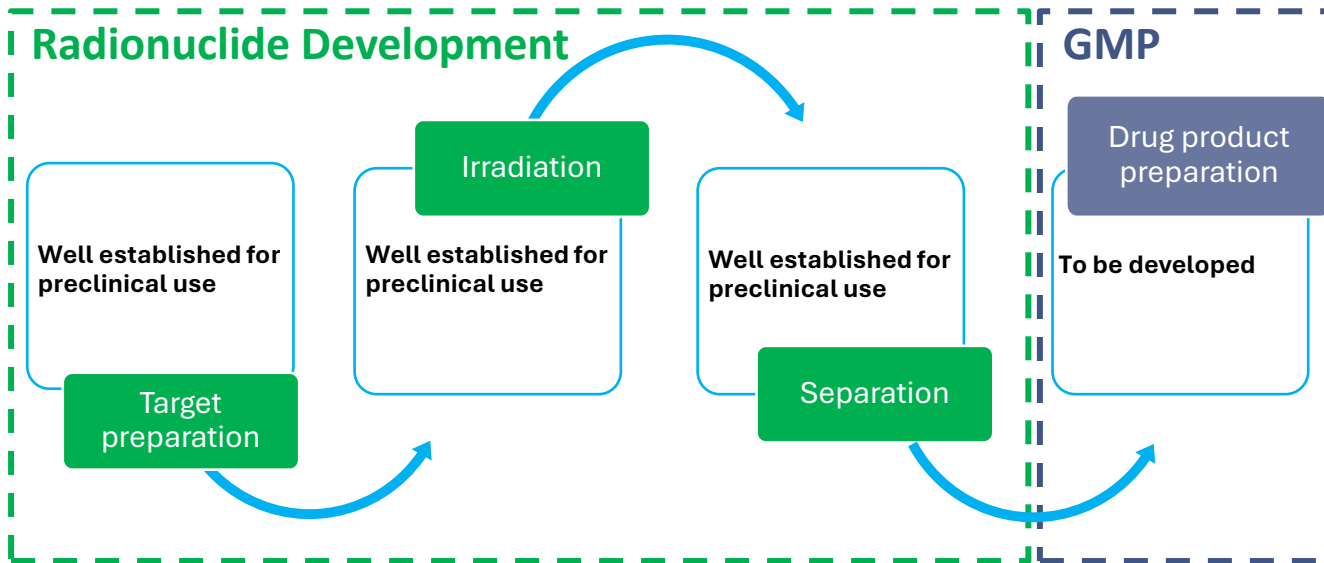 Radionuclide Development
GMP
Well established for
preclinical use
Target
preparation
Irradiation
Well established for
preclinical use
Well established for
preclinical use
Separation
Drug product
preparation
To be developed